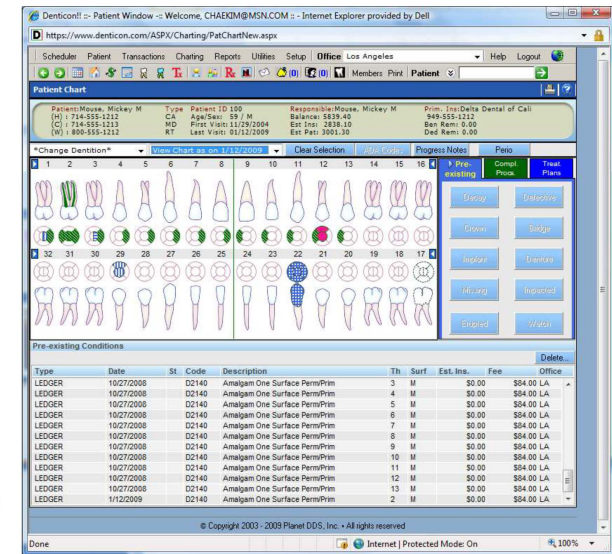 Denticon!! ::- Patient Window -:: Welcome, CHAEKIM@MSN.COM :: - Internet Explorer provided by Dell
D https://www.denticon.com/ASPX/Charting/PatChartNew.aspx
Scheduler Patient Transactions Charting Reports Utilities Setup Office Los Angeles Help Logout
(0) (0) Members Print Patient
Patient Chart
Patient:Mouse, Mickey M Type Patient ID 100 Responsible:Mouse, Mickey M Prim. Ins:Delta Dental of Cali
(H) : 714-555-1212 CA Age/Sex: 59 / M Balance: 5839.40 949-555-1212
(C) : 714-555-1213 MD First Visit:11/29/2004 Est Ins: 2838.10 Ben Rem: 0.00
(W) : 800-555-1212 RT Last Visit: 01/12/2009 Est Pat: 3001.30 Ded Rem: 0.00
*Change Dentition* View Chart as on 1/12/2009 Clear Selection ADA Codes Progress Notes Perio
1 2 3 4 5 6 7 8 9 10 11 12 13 14 15 16
Pre-existing Compl. Procs. Treat. Plans
Decay Defective
Crown Bridge
Implant Denture
Missing Impacted
Erupted Watch
32 31 30 29 28 27 26 25 24 23 22 21 20 19 18 17
Pre-existing Conditions
Delete...
Type Date St Code Description Th Surf Est. Ins. Fee Office
LEDGER 10/27/2008 D2140 Amalgam One Surface Perm/Prim 3 M $0.00 $84.00 LA
LEDGER 10/27/2008 D2140 Amalgam One Surface Perm/Prim 4 M $0.00 $84.00 LA
LEDGER 10/27/2008 D2140 Amalgam One Surface Perm/Prim 5 M $0.00 $84.00 LA
LEDGER 10/27/2008 D2140 Amalgam One Surface Perm/Prim 6 M $0.00 $84.00 LA
LEDGER 10/27/2008 D2140 Amalgam One Surface Perm/Prim 7 M $0.00 $84.00 LA
LEDGER 10/27/2008 D2140 Amalgam One Surface Perm/Prim 8 M $0.00 $84.00 LA
LEDGER 10/27/2008 D2140 Amalgam One Surface Perm/Prim 9 M $0.00 $84.00 LA
LEDGER 10/27/2008 D2140 Amalgam One Surface Perm/Prim 10 M $0.00 $84.00 LA
LEDGER 10/27/2008 D2140 Amalgam One Surface Perm/Prim 11 M $0.00 $84.00 LA
LEDGER 10/27/2008 D2140 Amalgam One Surface Perm/Prim 12 M $0.00 $84.00 LA
LEDGER 10/27/2008 D2140 Amalgam One Surface Perm/Prim 13 M $0.00 $84.00 LA
LEDGER 1/12/2009 D2140 Amalgam One Surface Perm/Prim 2 M $0.00 $84.00 LA
© Copyright 2003 - 2009 Planet DDS, Inc. • All rights reserved
Done Internet | Protected Mode: On 100%